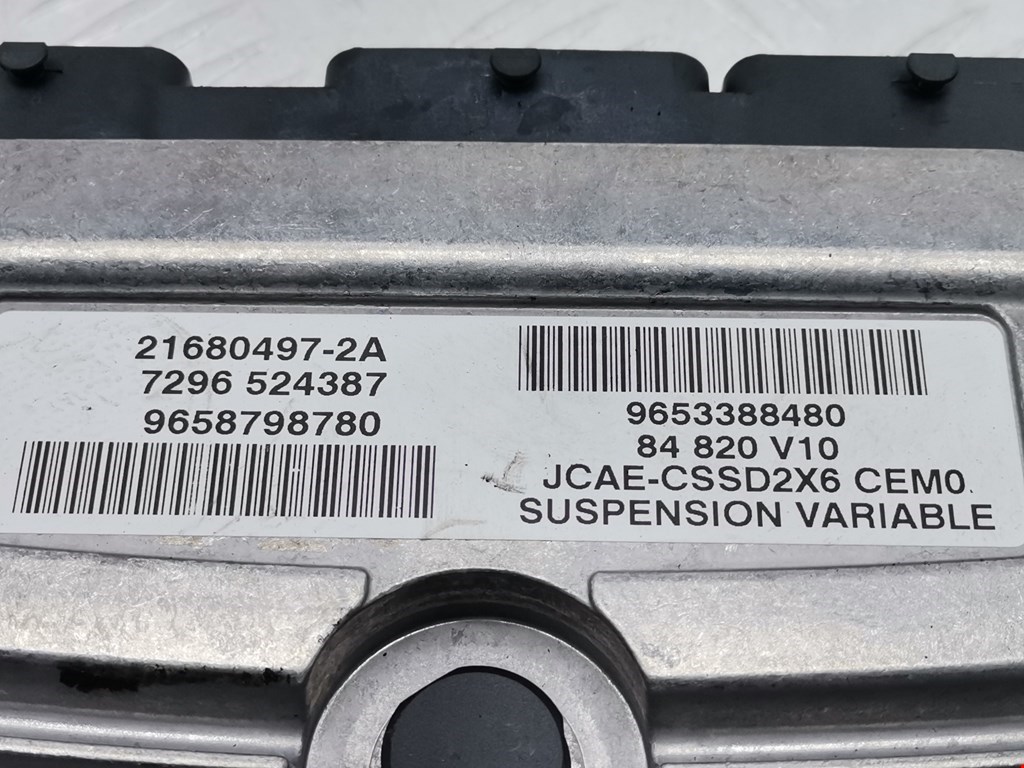 21680497-2A
7296 524387
9658798780
9653388480
84 820 V10
JCAE-CSSD2X6 CEM0.
SUSPENSION VARIABLE